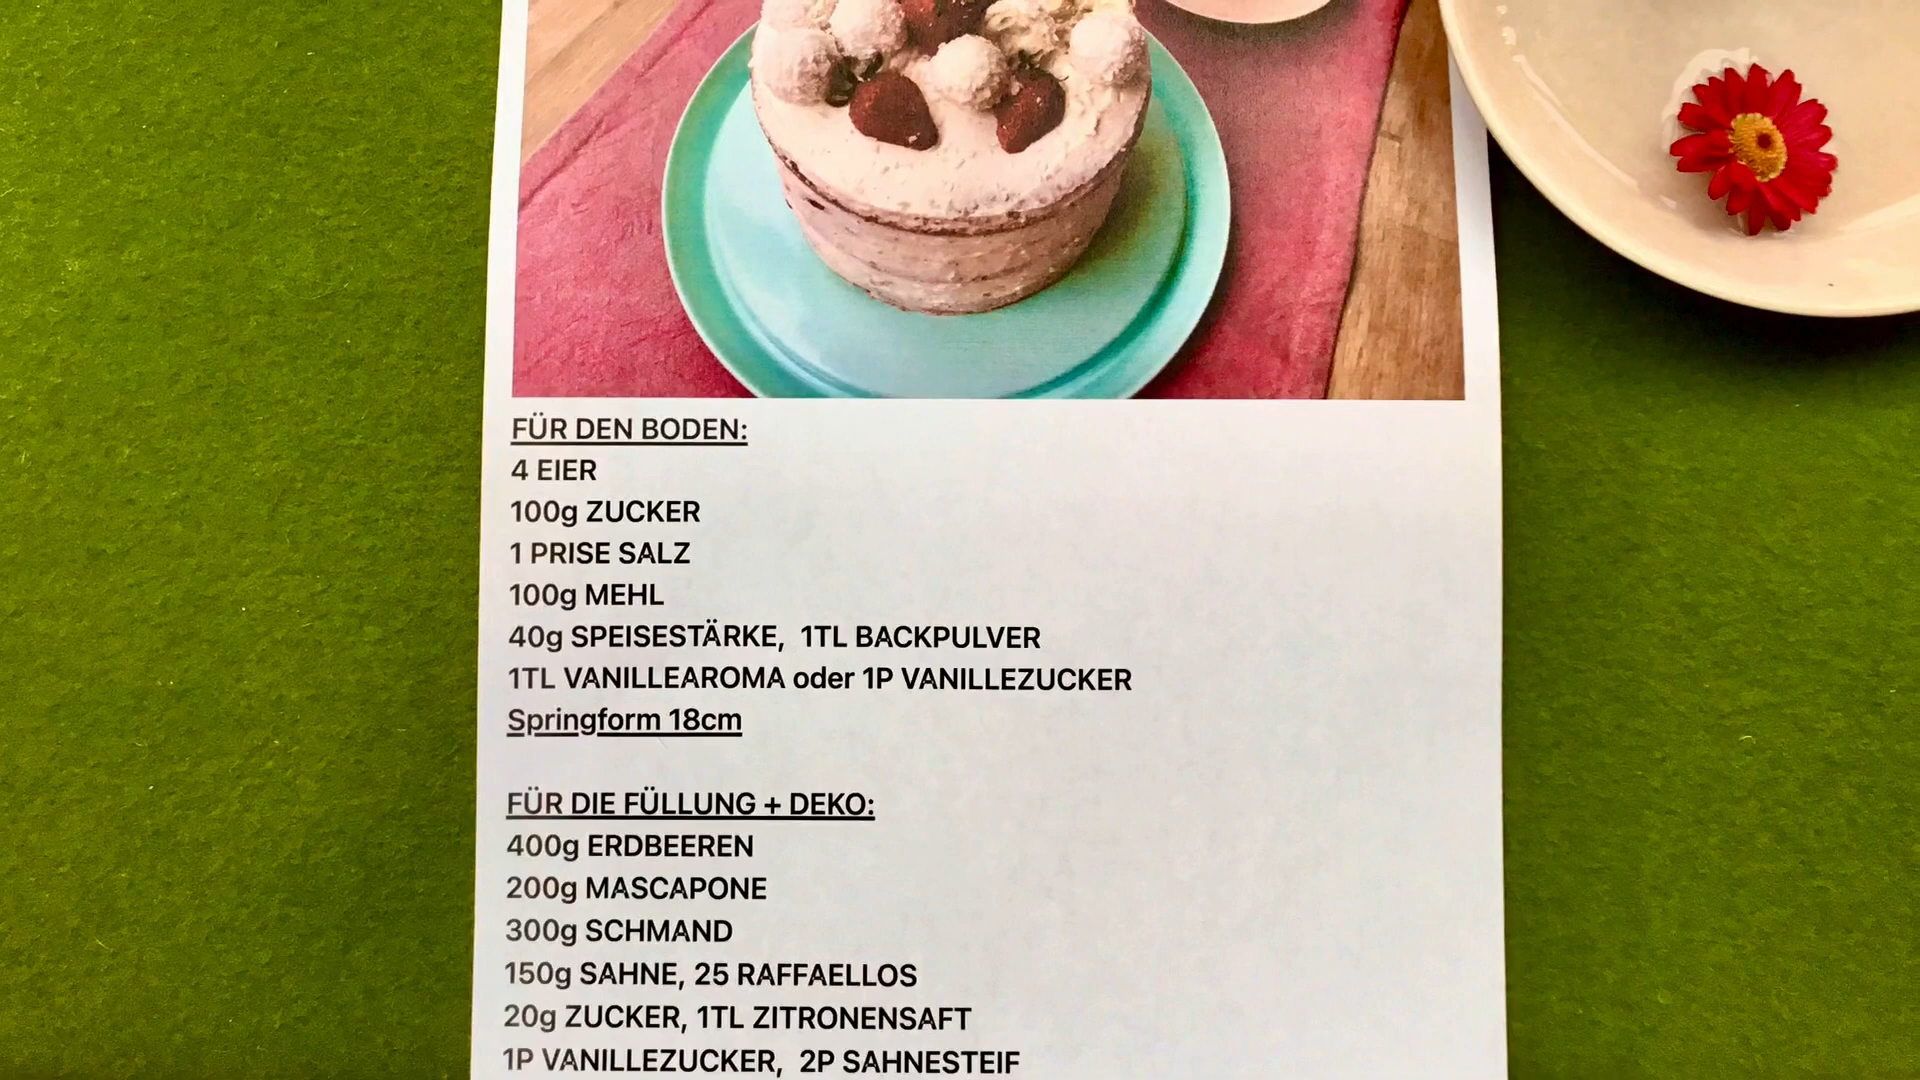 FÜR DEN BODEN:
4 EIER
100g ZUCKER
1 PRISE SALZ
100g MEHL
40g SPEISESTÄRKE, 1TL BACKPULVER
1TL VANILLEAROMA oder 1P VANILLEZUCKER
Springform 18cm
FÜR DIE FÜLLUNG + DEKO:
400g ERDBEEREN
200g MASCAPONE
300g SCHMAND
150g SAHNE, 25 RAFFAELLOS
20g ZUCKER, 1TL ZITRONENSAFT
1P VANILLEZUCKER, 2P SAHNESTEIF